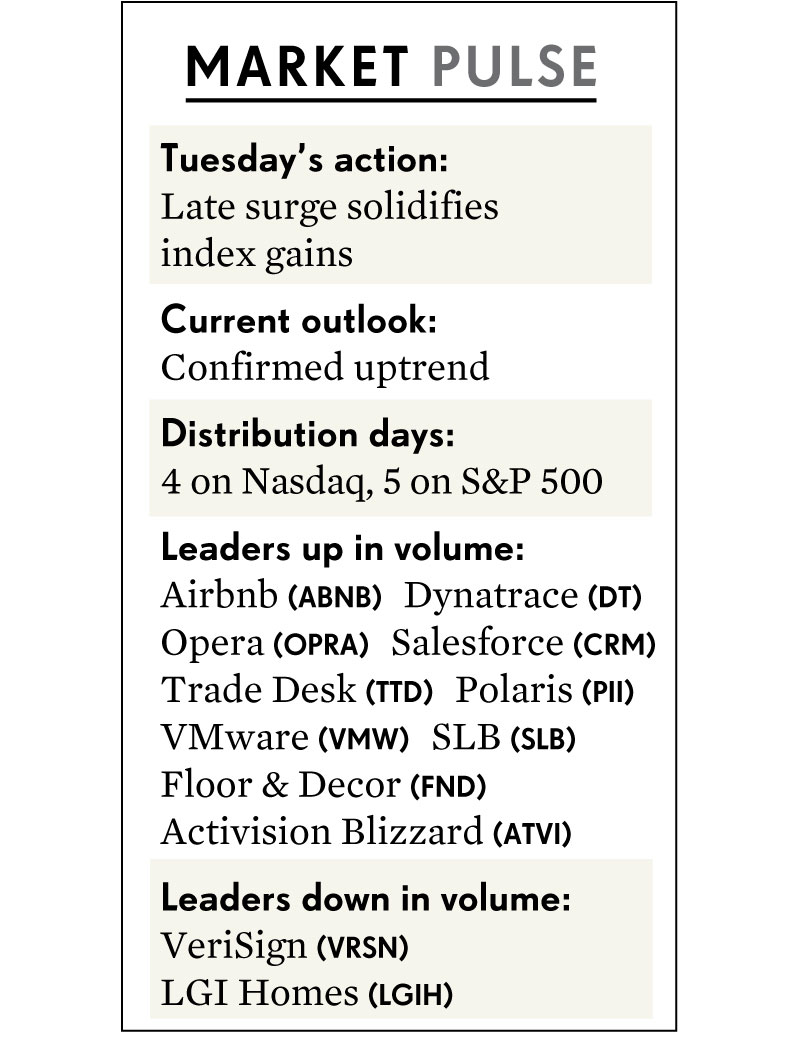 MARKET PULSE
Tuesday’s action:
Late surge solidifies
index gains
Current outlook:
Confirmed uptrend
Distribution days:
4 on Nasdaq, 5 on S&P 500
Leaders up in volume:
Airbnb (ABNB) Dynatrace (DT)
Opera (OPRA) Salesforce (CRM)
Trade Desk (TTD) Polaris (PII)
VMware (VMW) SLB (SLB)
Floor & Decor (FND)
Activision Blizzard (ATVI)
Leaders down in volume:
VeriSign (VRSN)
LGI Homes (LGIH)